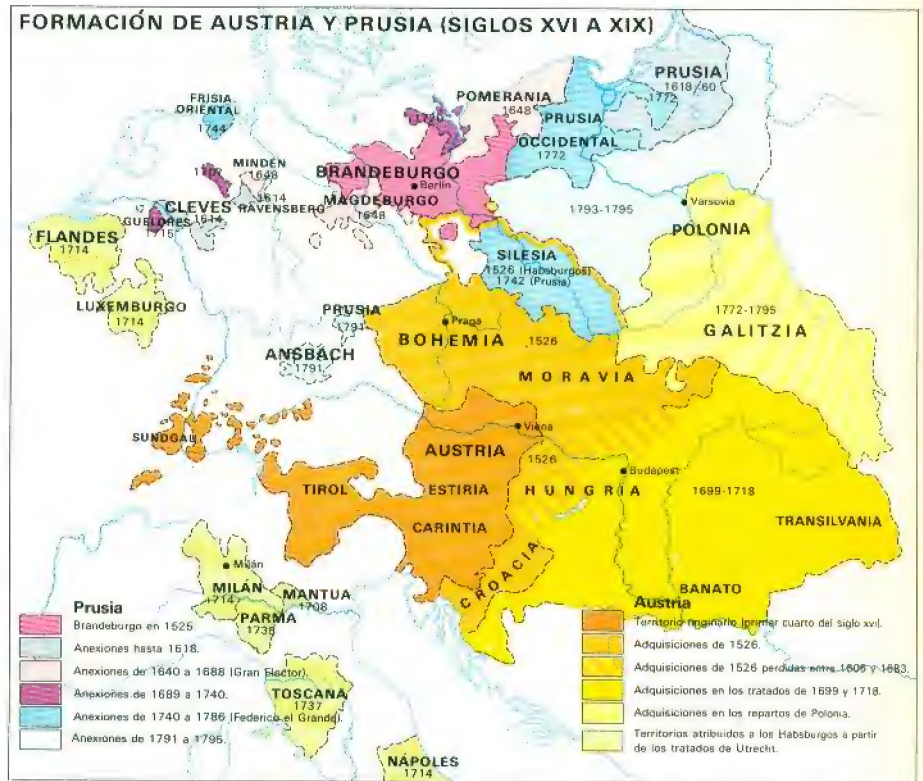 FORMACIÓN DE AUSTRIA Y PRUSIA (SIGLOS XVI A XIX)
PRUSIA
1618/60
1772
POMERANIA
1648
FRISIA
ORIENTAL
1744
PRUSIA
OCCIDENTAL
1772
1720
MINDEN
1648
BRANDEBURGO
Berlín
1707
1614
RAVENSBERG
MAGDEBURGO
1648
CLEVES
1614
1715
1793-1795
Varsovia
POLONIA
FLANDES
1714
SILESIA
1526 (Habsburgos)
1742 (Prusia)
LUXEMBURGO
1714
PRUSIA
1791
Praga
BOHEMIA
1526
1772-1795
GALITZIA
ANSBACH
1791
MORAVIA
SUNDGAU
Viena
AUSTRIA
1526
Budapest
TIROL
ESTIRIA
HUNGRIA
1699-1718
CARINTIA
TRANSILVANIA
CROACIA
Milán
MILÁN
1714
MANTUA
1708
BANATO
PARMA
TOSCANA
1737
NÁPOLES
1714
Prusia
Brandeburgo en 1525
Anexiones hasta 1618.
Anexiones de 1640 a 1688 (Gran Elector).
Anexiones de 1689 a 1740.
Anexiones de 1740 a 1786 (Federico el Grande).
Anexiones de 1791 a 1795.
Austria
Territorio originario (primer cuarto del siglo xvi).
Adquisiciones de 1526.
Adquisiciones de 1526 perdidas entre 1606 y 1683.
Adquisiciones en los tratados de 1699 y 1718.
Adquisiciones en los repartos de Polonia.
Territorios atribuidos a los Habsburgos a partir
de los tratados de Utrecht.